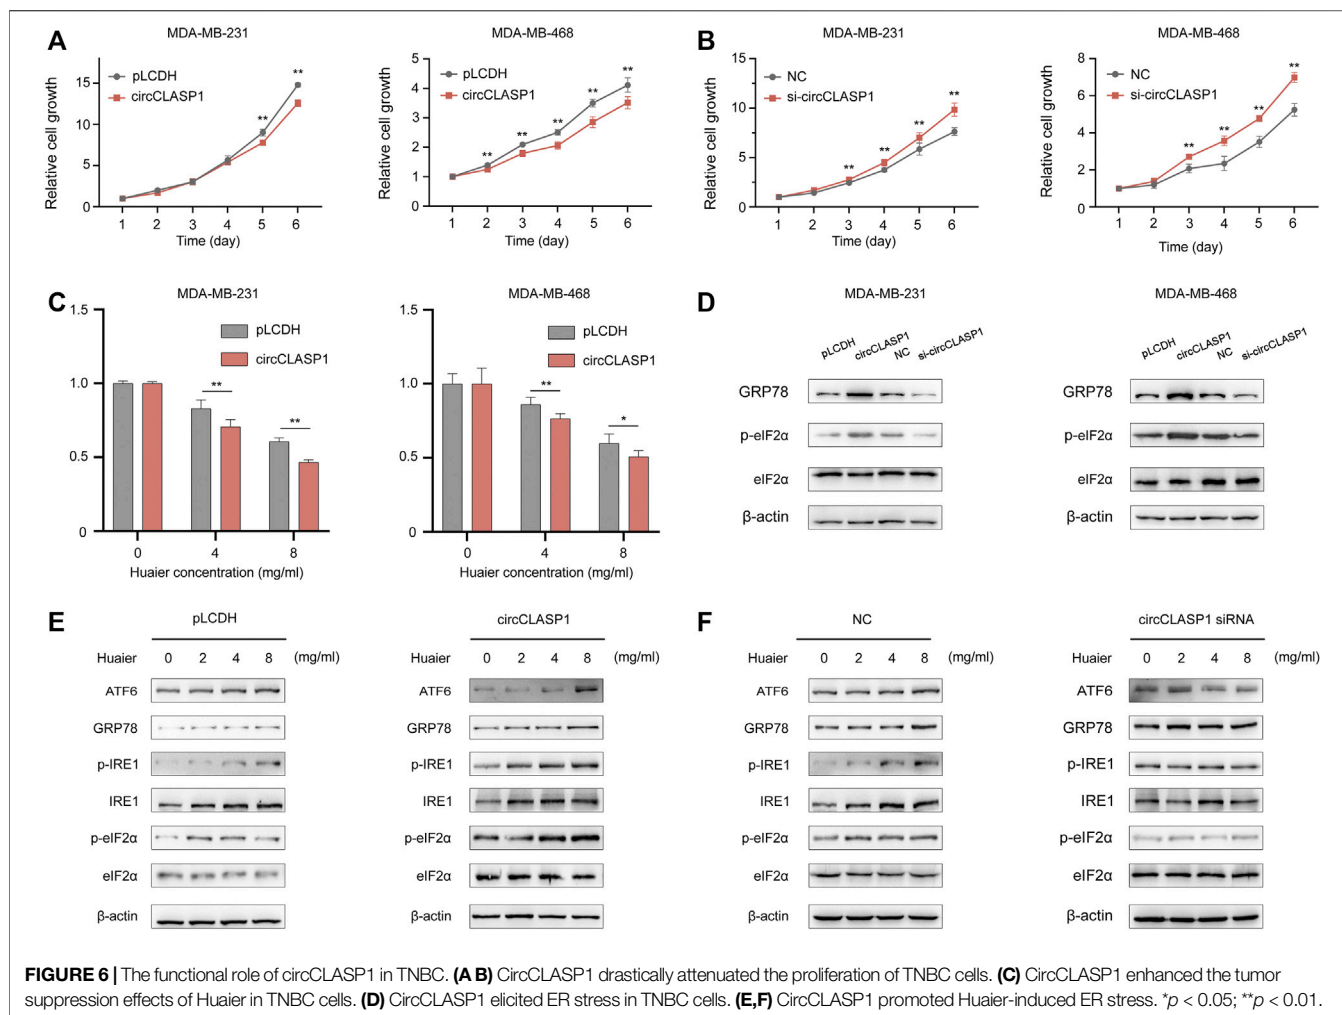 A
MDA-MB-231
Relative cell growth
15
10
5
0
pLCDH
circCLASP1
**
**
1 2 3 4 5 6
Time (day)
MDA-MB-468
Relative cell growth
5
4
3
2
1
0
pLCDH
circCLASP1
**
**
**
**
**
1 2 3 4 5 6
Time (day)
B
MDA-MB-231
Relative cell growth
15
10
5
0
NC
si-circCLASP1
**
**
**
**
1 2 3 4 5 6
Time (day)
MDA-MB-468
Relative cell growth
8
6
4
2
0
NC
si-circCLASP1
**
**
**
**
1 2 3 4 5 6
Time (day)
C
MDA-MB-231
1.5
1.0
0.5
0
pLCDH
circCLASP1
**
**
0 4 8
Huaier concentration (mg/ml)
MDA-MB-468
1.5
1.0
0.5
0
pLCDH
circCLASP1
**
*
0 4 8
Huaier concentration (mg/ml)
D
MDA-MB-231
pLCDH circCLASP1 NC si-circCLASP1
GRP78
p-eIF2α
eIF2α
β-actin
MDA-MB-468
pLCDH circCLASP1 NC si-circCLASP1
GRP78
p-eIF2α
eIF2α
β-actin
E
pLCDH
Huaier 0 2 4 8 (mg/ml)
ATF6
GRP78
p-IRE1
IRE1
p-eIF2α
eIF2α
β-actin
circCLASP1
Huaier 0 2 4 8 (mg/ml)
ATF6
GRP78
p-IRE1
IRE1
p-eIF2α
eIF2α
β-actin
F
NC
Huaier 0 2 4 8 (mg/ml)
ATF6
GRP78
p-IRE1
IRE1
p-eIF2α
eIF2α
β-actin
circCLASP1 siRNA
Huaier 0 2 4 8 (mg/ml)
ATF6
GRP78
p-IRE1
IRE1
p-eIF2α
eIF2α
β-actin
FIGURE 6 | The functional role of circCLASP1 in TNBC. (A B) CircCLASP1 drastically attenuated the proliferation of TNBC cells. (C) CircCLASP1 enhanced the tumor
suppression effects of Huaier in TNBC cells. (D) CircCLASP1 elicited ER stress in TNBC cells. (E,F) CircCLASP1 promoted Huaier-induced ER stress. *p < 0.05; **p < 0.01.